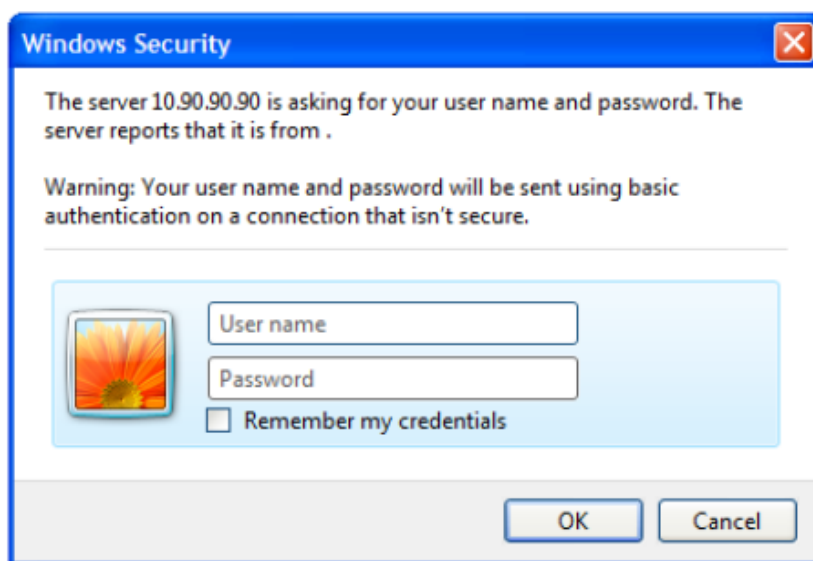 Windows Security
The server 10.90.90.90 is asking for your user name and password. The
server reports that it is from .
Warning: Your user name and password will be sent using basic
authentication on a connection that isn't secure.
User name
Password
Remember my credentials
OK Cancel